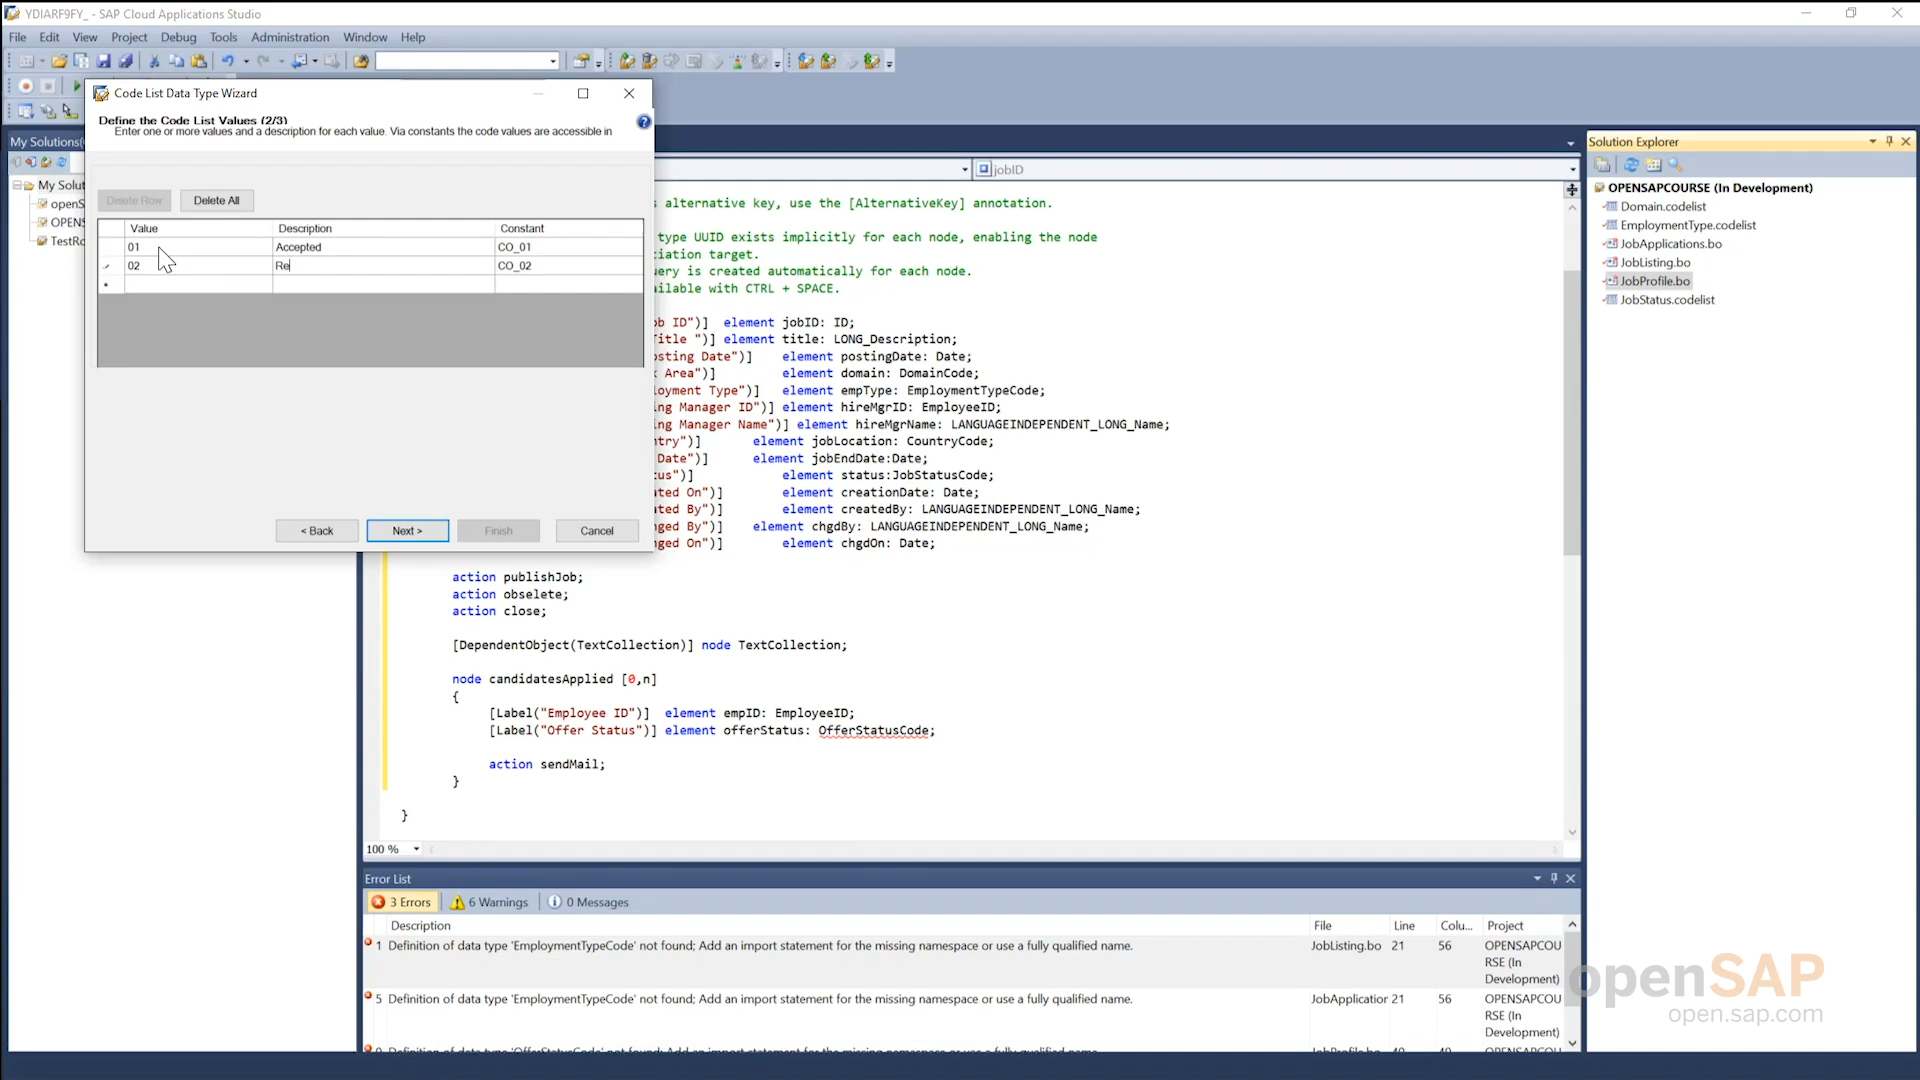 YDIARF9FY_ - SAP Cloud Applications Studio
File Edit View Project Debug Tools Administration Window Help
Code List Data Type Wizard
Define the Code List Values (2/3)
Enter one or more values and a description for each value. Via constants the code values are accessible in
Delete Row Delete All
Value Description Constant
01 Accepted CO_01
02 Re CO_02
< Back Next > Finish Cancel
My Solutions(
My Solut
openS
OPENS
TestRo
jobID
s alternative key, use the [AlternativeKey] annotation.
type UUID exists implicitly for each node, enabling the node
iation target.
ery is created automatically for each node.
ailable with CTRL + SPACE.
ob ID")] element jobID: ID;
Title ")] element title: LONG_Description;
osting Date")] element postingDate: Date;
k Area")] element domain: DomainCode;
loyment Type")] element empType: EmploymentTypeCode;
ing Manager ID")] element hireMgrID: EmployeeID;
ing Manager Name")] element hireMgrName: LANGUAGEINDEPENDENT_LONG_Name;
ntry")] element jobLocation: CountryCode;
Date")] element jobEndDate:Date;
tus")] element status:JobStatusCode;
ated On")] element creationDate: Date;
ated By")] element createdBy: LANGUAGEINDEPENDENT_LONG_Name;
nged By")] element chgdBy: LANGUAGEINDEPENDENT_LONG_Name;
nged On")] element chgdOn: Date;
action publishJob;
action obselete;
action close;
[DependentObject(TextCollection)] node TextCollection;
node candidatesApplied [0,n]
{
[Label("Employee ID")] element empID: EmployeeID;
[Label("Offer Status")] element offerStatus: OfferStatusCode;
action sendMail;
}
}
100 %
Solution Explorer
OPENSAPCOURSE (In Development)
Domain.codelist
EmploymentType.codelist
JobApplications.bo
JobListing.bo
JobProfile.bo
JobStatus.codelist
Error List
3 Errors 6 Warnings 0 Messages
Description File Line Colu... Project
1 Definition of data type 'EmploymentTypeCode' not found; Add an import statement for the missing namespace or use a fully qualified name. JobListing.bo 21 56 OPENSAPCOU
RSE (In
Development)
5 Definition of data type 'EmploymentTypeCode' not found; Add an import statement for the missing namespace or use a fully qualified name. JobApplication 21 56 OPENSAPCOU
RSE (In
Development)
openSAP
open.sap.com